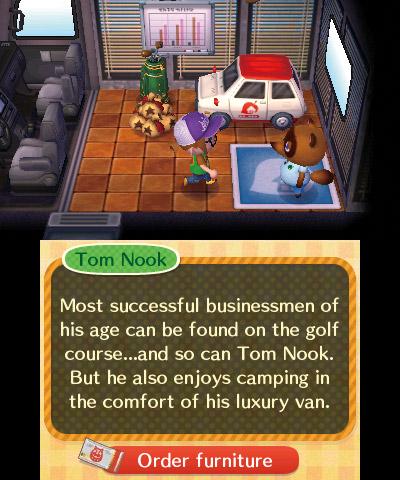 Tom Nook
Most successful businessmen of
his age can be found on the golf
course...and so can Tom Nook.
But he also enjoys camping in
the comfort of his luxury van.
Order furniture